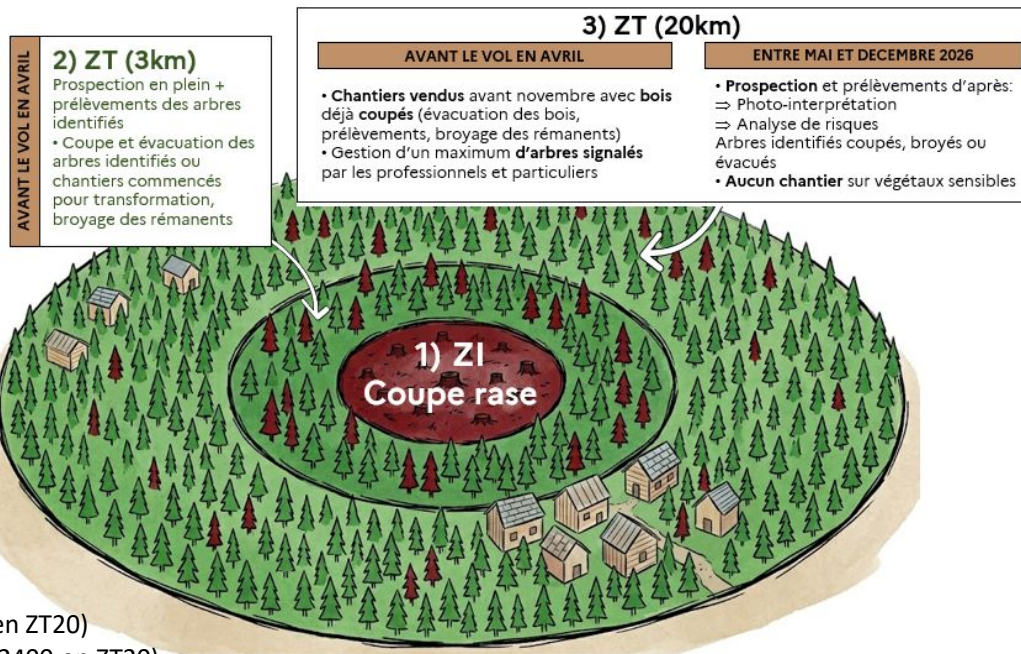 AVANT LE VOL EN AVRIL
2) ZT (3km)
Prospection en plein +
prélèvements des arbres
identifiés
• Coupe et évacuation des
arbres identifiés ou
chantiers commencés
pour transformation,
broyage des rémanents
3) ZT (20km)
AVANT LE VOL EN AVRIL
• Chantiers vendus avant novembre avec bois
déjà coupés (évacuation des bois,
prélèvements, broyage des rémanents)
• Gestion d'un maximum d'arbres signalés
par les professionnels et particuliers
ENTRE MAI ET DECEMBRE 2026
• Prospection et prélèvements d'après:
⇒ Photo-interprétation
⇒ Analyse de risques
Arbres identifiés coupés, broyés ou
évacués
• Aucun chantier sur végétaux sensibles
1) ZI
Coupe rase
en ZT20)